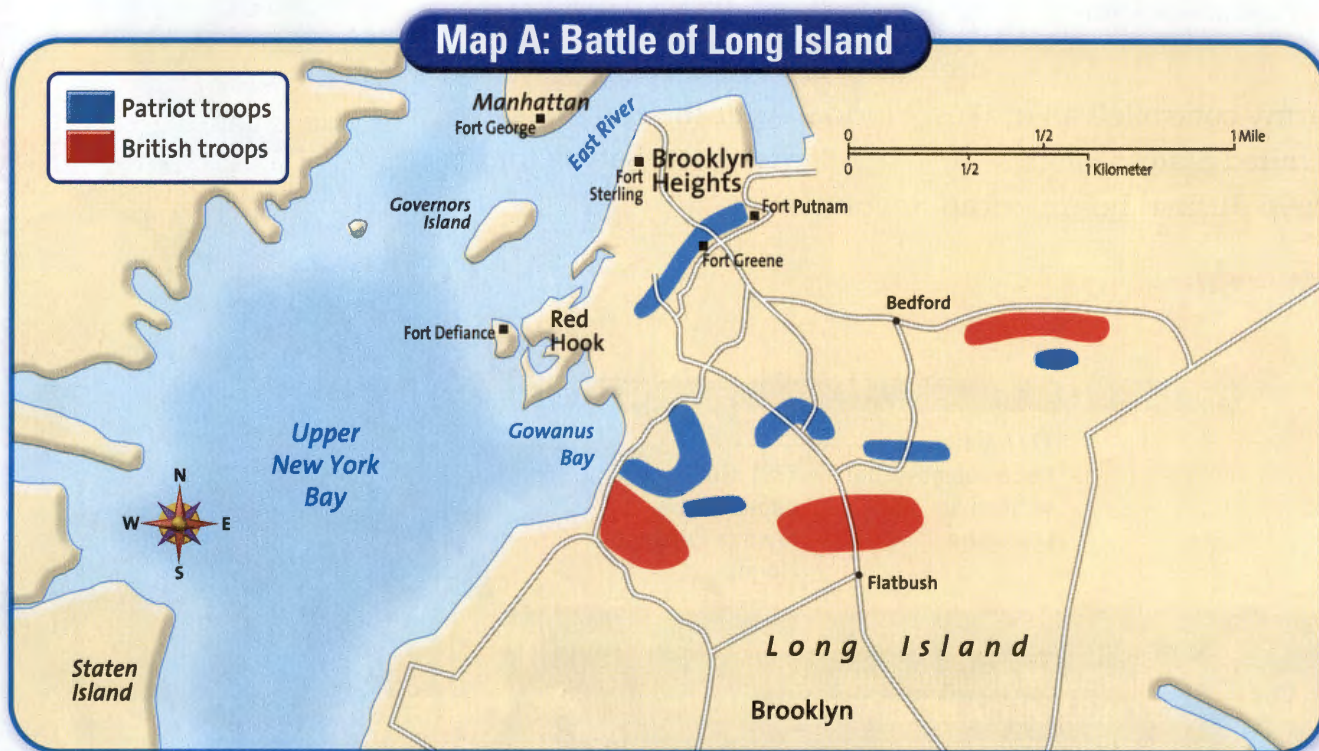 Map A: Battle of Long Island
Patriot troops
British troops
Manhattan
Fort George
East River
Brooklyn
Heights
Fort
Sterling
0 1/2 1 Mile
0 1/2 1 Kilometer
Governors
Island
Fort Putnam
Fort Greene
Bedford
Fort Defiance
Red
Hook
Upper
New York
Bay
Gowanus
Bay
N
W E
S
Flatbush
Long Island
Staten
Island
Brooklyn